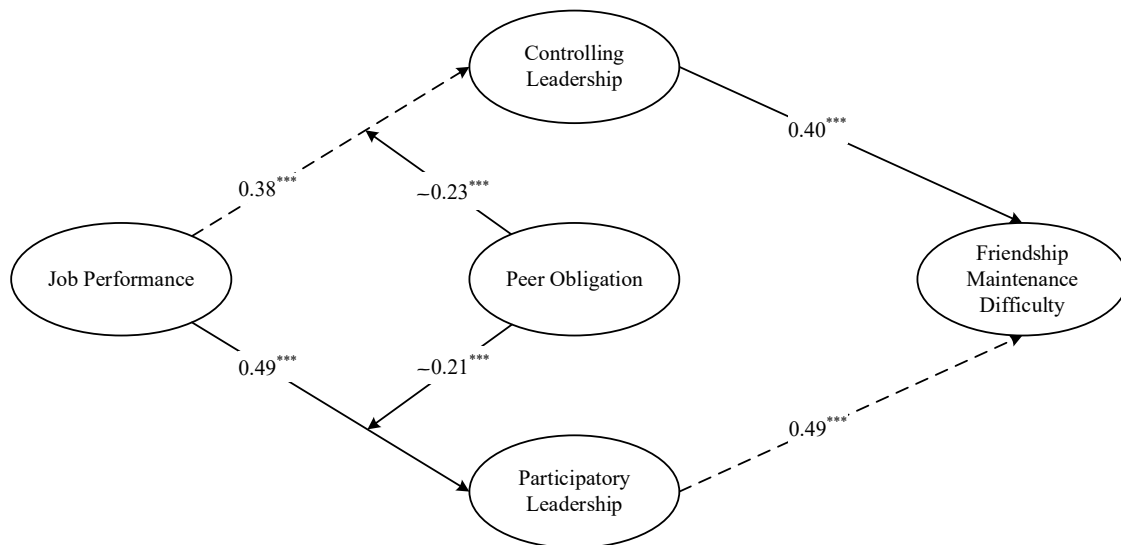 Controlling
Leadership
0.40***
0.38***
~0.23***
Job Performance
Peer Obligation
Friendship
Maintenance
Difficulty
0.49***
~0.21***
0.49***
Participatory
Leadership